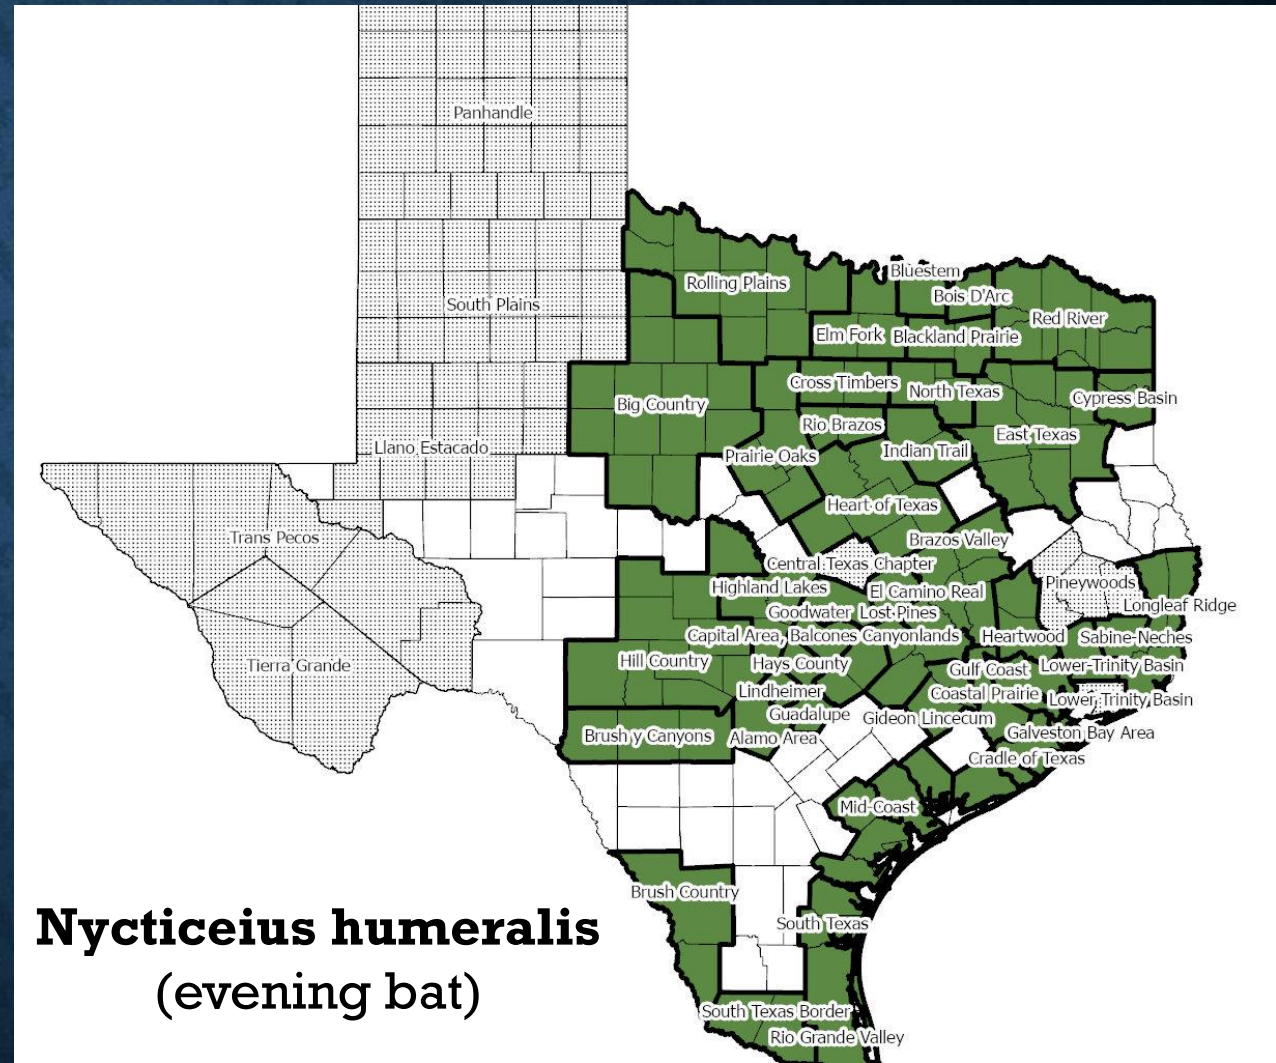 Panhandle
Bluestem
Rolling Plains
Bois D'Arc
South Plains
Red River
Elm Fork
Blackland Prairie
Cross Timbers
North Texas
Big Country
Cypress Basin
Rio Brazos
East Texas
Llano Estacado
Prairie Oaks
Indian Trail
Heart of Texas
Trans Pecos
Brazos Valley
Central Texas Chapter
Pineywoods
Highland Lakes
El Camino Real
Longleaf Ridge
Goodwater
Lost Pines
Capital Area, Balcones Canyonlands
Heartwood
Sabine-Neches
Tierra Grande
Hill Country
Hays County
Gulf Coast
Lower-Trinity Basin
Lindheimer
Coastal Prairie
Lower-Trinity Basin
Guadalupe
Gideon Lincecum
Brush y Canyons
Alamo Area
Galveston Bay Area
Cradle of Texas
Mid-Coast
Brush Country
South Texas
Nycticeius humeralis
(evening bat)
South Texas Border
Rio Grande Valley